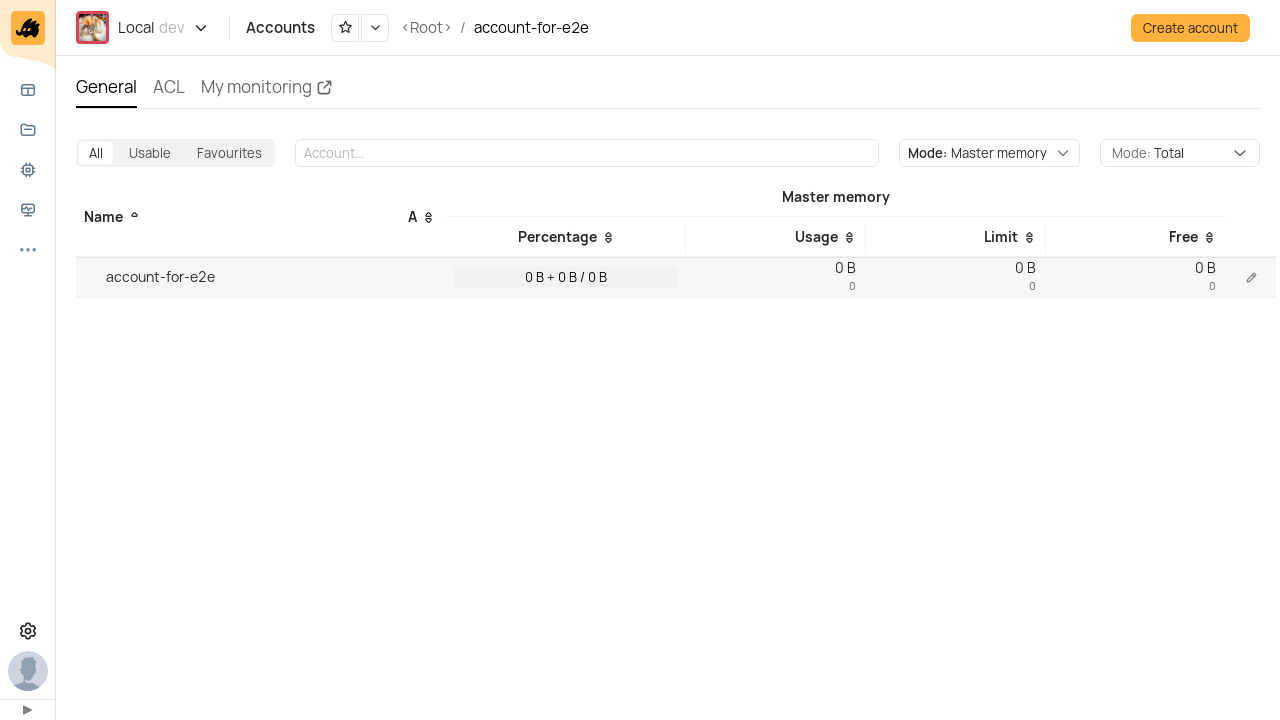 Local dev
Accounts
<Root> / account-for-e2e
Create account
General
ACL
My monitoring
All
Usable
Favourites
Account...
Mode: Master memory
Mode: Total
Name
A
Master memory
Percentage
Usage
Limit
Free
account-for-e2e
0 B + 0 B / 0 B
0 B
0
0 B
0
0 B
0